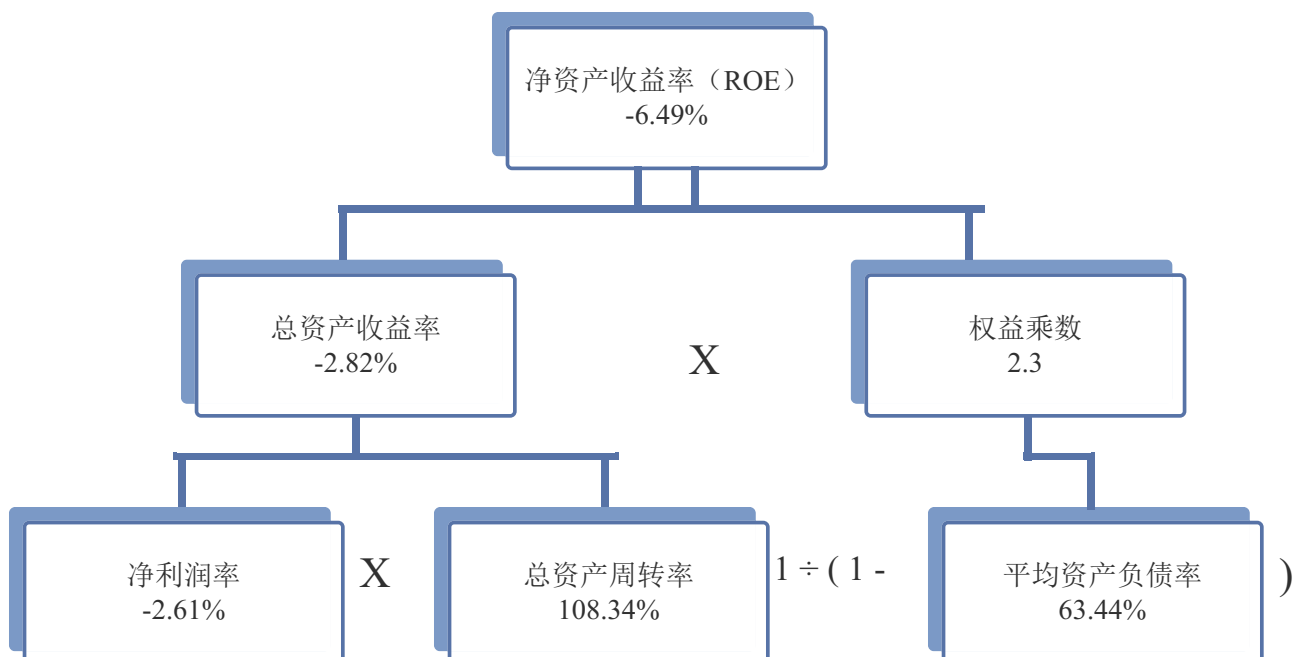 净资产收益率（ROE）
-6.49%
总资产收益率
-2.82%
X
权益乘数
2.3
净利润率
-2.61%
X
总资产周转率
108.34%
1 ÷ ( 1 -
平均资产负债率
63.44%
)